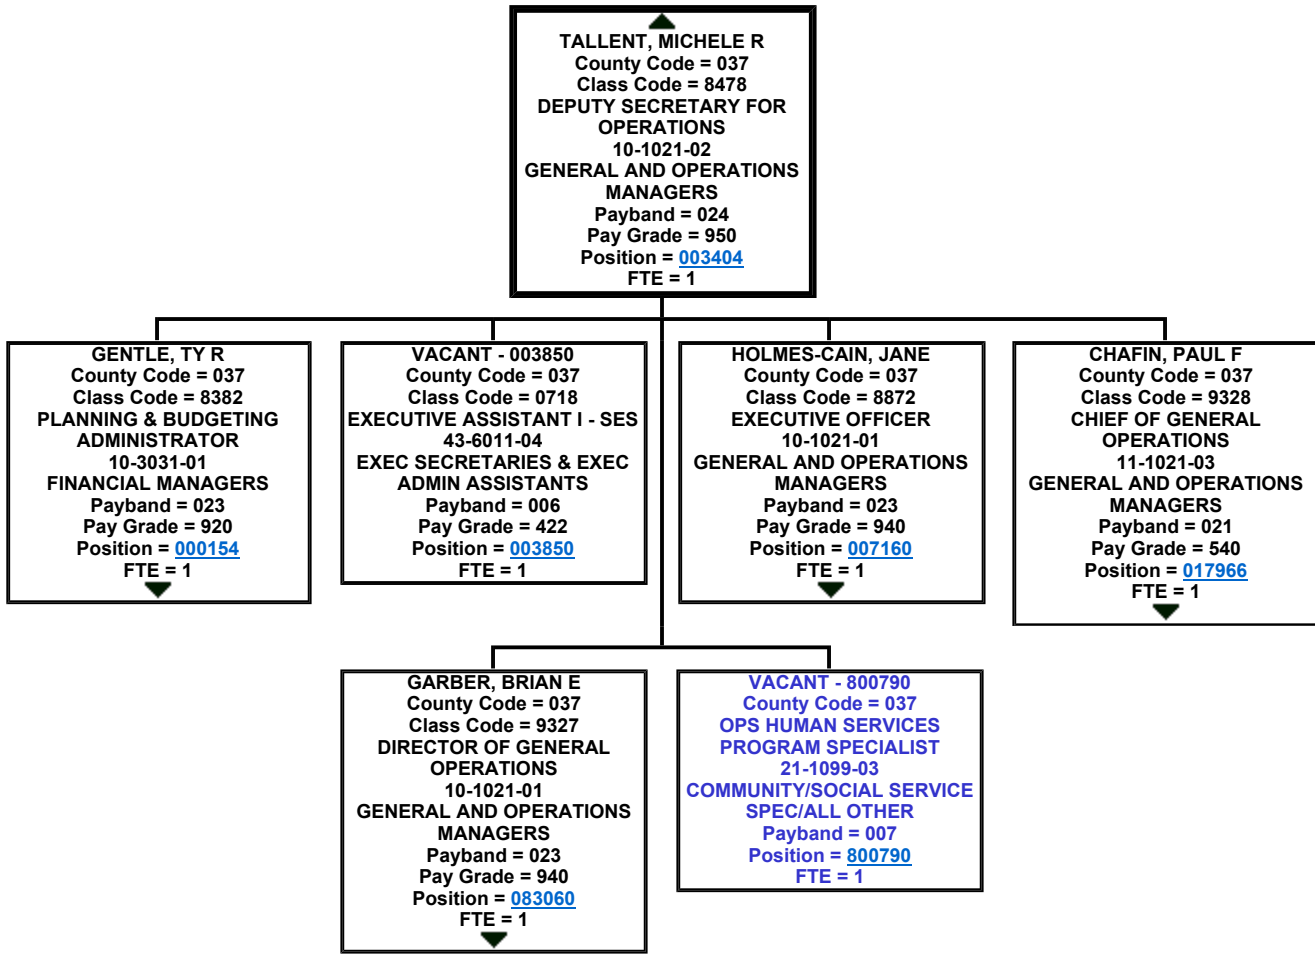 TALLENT, MICHELE R
County Code = 037
Class Code = 8478
DEPUTY SECRETARY FOR
OPERATIONS
10-1021-02
GENERAL AND OPERATIONS
MANAGERS
Payband = 024
Pay Grade = 950
Position = 003404
FTE = 1
GENTLE, TY R
County Code = 037
Class Code = 8382
PLANNING & BUDGETING
ADMINISTRATOR
10-3031-01
FINANCIAL MANAGERS
Payband = 023
Pay Grade = 920
Position = 000154
FTE = 1
VACANT - 003850
County Code = 037
Class Code = 0718
EXECUTIVE ASSISTANT I - SES
43-6011-04
EXEC SECRETARIES & EXEC
ADMIN ASSISTANTS
Payband = 006
Pay Grade = 422
Position = 003850
FTE = 1
HOLMES-CAIN, JANE
County Code = 037
Class Code = 8872
EXECUTIVE OFFICER
10-1021-01
GENERAL AND OPERATIONS
MANAGERS
Payband = 023
Pay Grade = 940
Position = 007160
FTE = 1
CHAFIN, PAUL F
County Code = 037
Class Code = 9328
CHIEF OF GENERAL
OPERATIONS
11-1021-03
GENERAL AND OPERATIONS
MANAGERS
Payband = 021
Pay Grade = 540
Position = 017966
FTE = 1
GARBER, BRIAN E
County Code = 037
Class Code = 9327
DIRECTOR OF GENERAL
OPERATIONS
10-1021-01
GENERAL AND OPERATIONS
MANAGERS
Payband = 023
Pay Grade = 940
Position = 083060
FTE = 1
VACANT - 800790
County Code = 037
OPS HUMAN SERVICES
PROGRAM SPECIALIST
21-1099-03
COMMUNITY/SOCIAL SERVICE
SPEC/ALL OTHER
Payband = 007
Position = 800790
FTE = 1